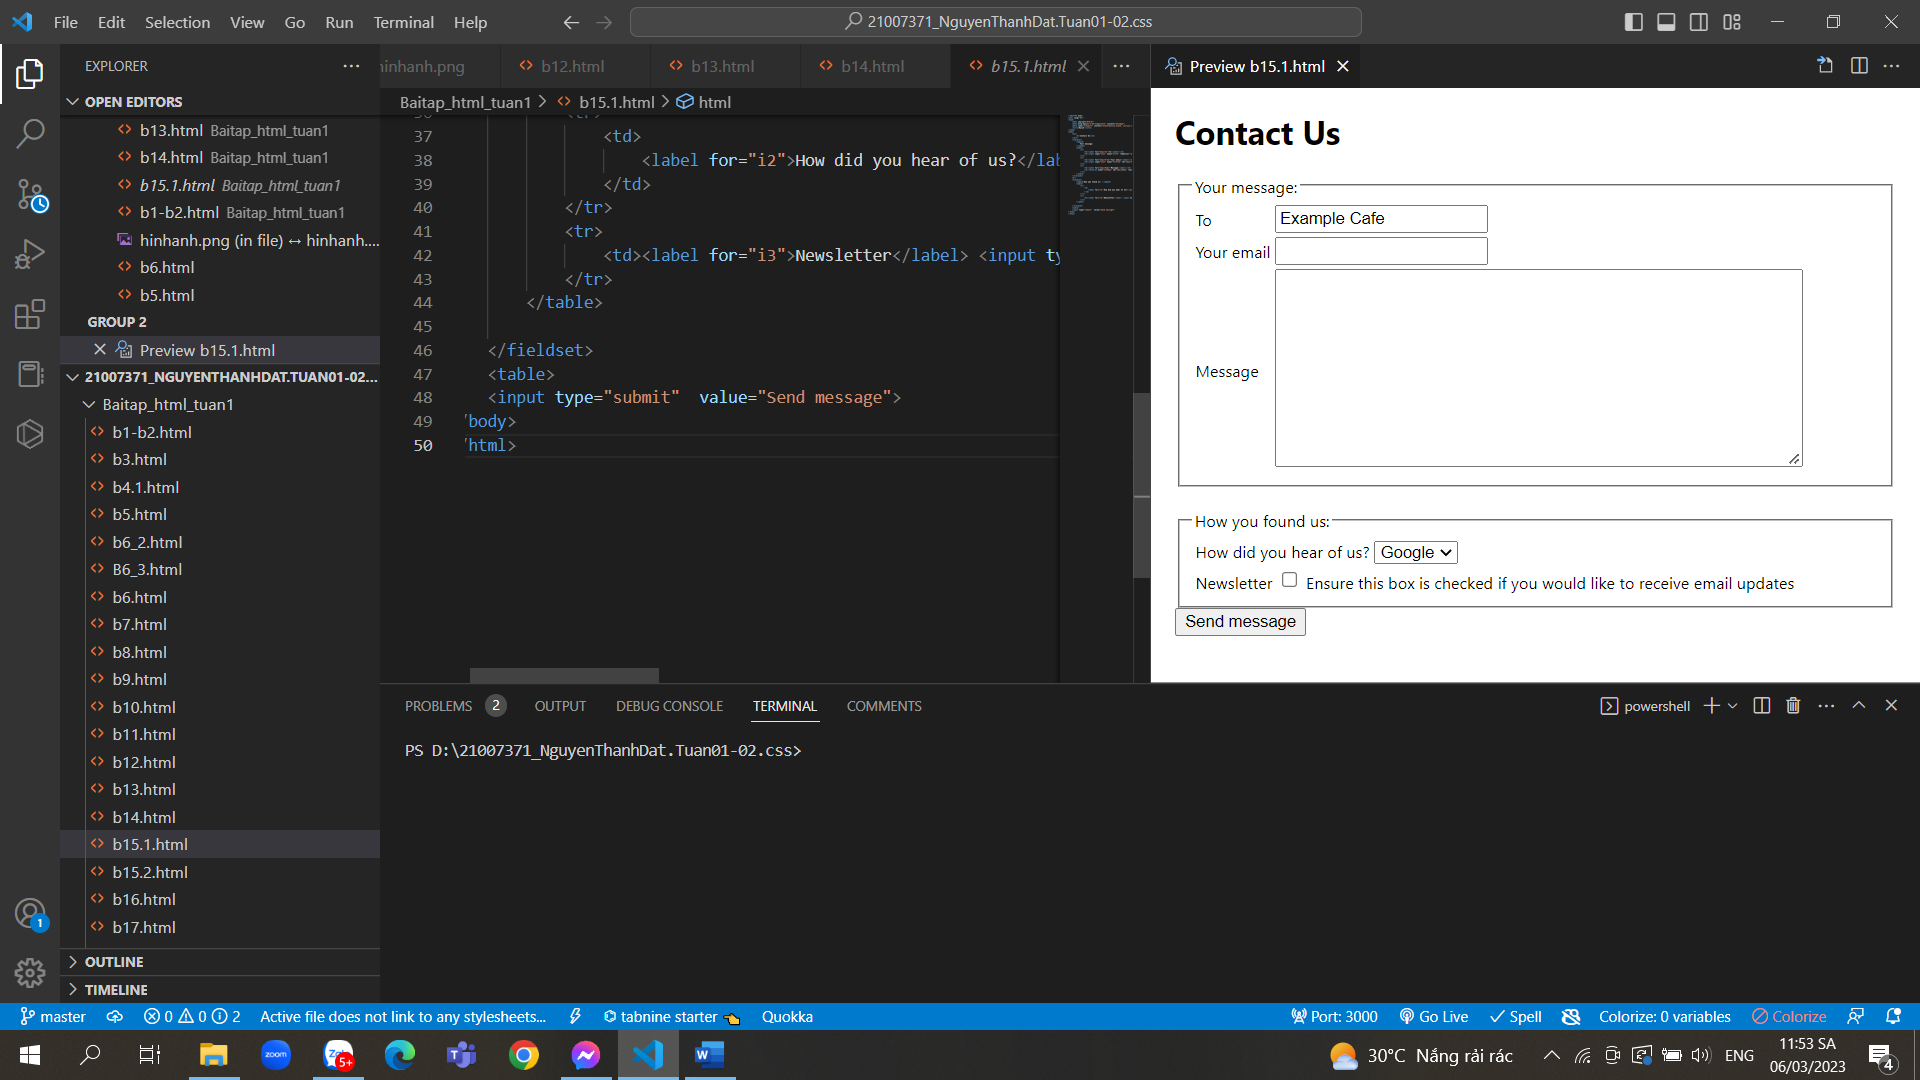 File Edit Selection View Go Run Terminal Help
21007371_NguyenThanhDat.Tuan01-02.css
EXPLORER
OPEN EDITORS
b13.html Baitap_html_tuan1
b14.html Baitap_html_tuan1
b15.1.html Baitap_html_tuan1
b1-b2.html Baitap_html_tuan1
hinhanh.png (in file) ↔ hinhanh....
b6.html
b5.html
GROUP 2
Preview b15.1.html
21007371_NGUYENTHANHDAT.TUAN01-02...
Baitap_html_tuan1
b1-b2.html
b3.html
b4.1.html
b5.html
b6_2.html
B6_3.html
b6.html
b7.html
b8.html
b9.html
b10.html
b11.html
b12.html
b13.html
b14.html
b15.1.html
b15.2.html
b16.html
b17.html
OUTLINE
TIMELINE
hinhanh.png b12.html b13.html b14.html b15.1.html
Baitap_html_tuan1 > b15.1.html > html
37 <td>
38 <label for="i2">How did you hear of us?</lab
39 </td>
40 </tr>
41 <tr>
42 <td><label for="i3">Newsletter</label> <input ty
43 </tr>
44 </table>
45
46 </fieldset>
47 <table>
48 <input type="submit" value="Send message">
49 /body>
50 /html>
Preview b15.1.html
Contact Us
Your message:
To Example Cafe
Your email
Message
How you found us:
How did you hear of us? Google
Newsletter Ensure this box is checked if you would like to receive email updates
Send message
PROBLEMS 2 OUTPUT DEBUG CONSOLE TERMINAL COMMENTS
powershell
PS D:\21007371_NguyenThanhDat.Tuan01-02.css>
master 0 0 2 Active file does not link to any stylesheets... tabnine starter Quokka
Port: 3000 Go Live Spell Colorize: 0 variables Colorize
zoom
Za
5+
30°C Nắng rải rác
ENG
11:53 SA
06/03/2023
4
1